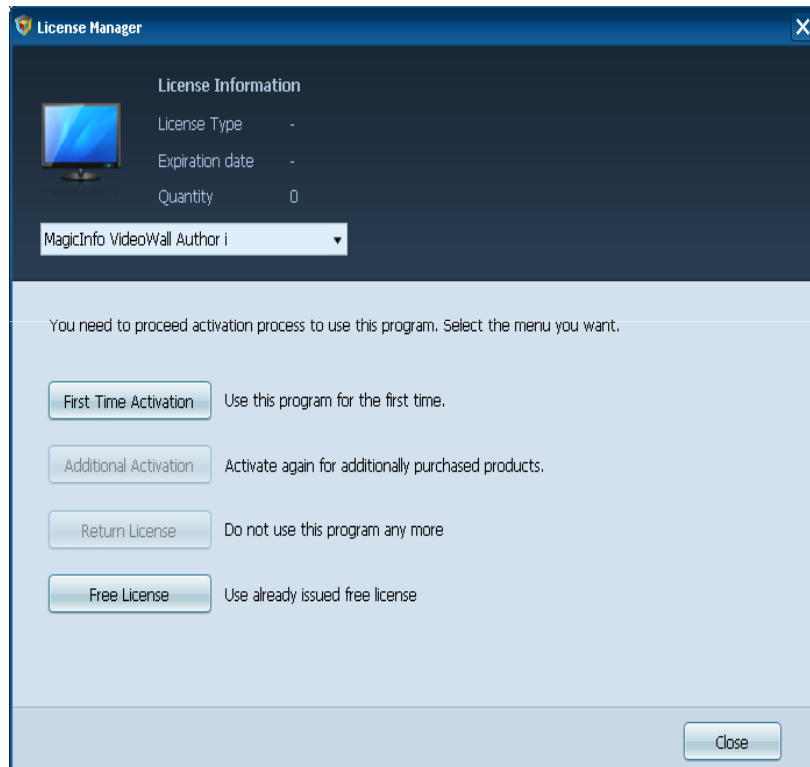 License Manager
License Information
License Type -
Expiration date -
Quantity 0
MagicInfo VideoWall Author i
You need to proceed activation process to use this program. Select the menu you want.
First Time Activation Use this program for the first time.
Additional Activation Activate again for additionally purchased products.
Return License Do not use this program any more
Free License Use already issued free license
Close